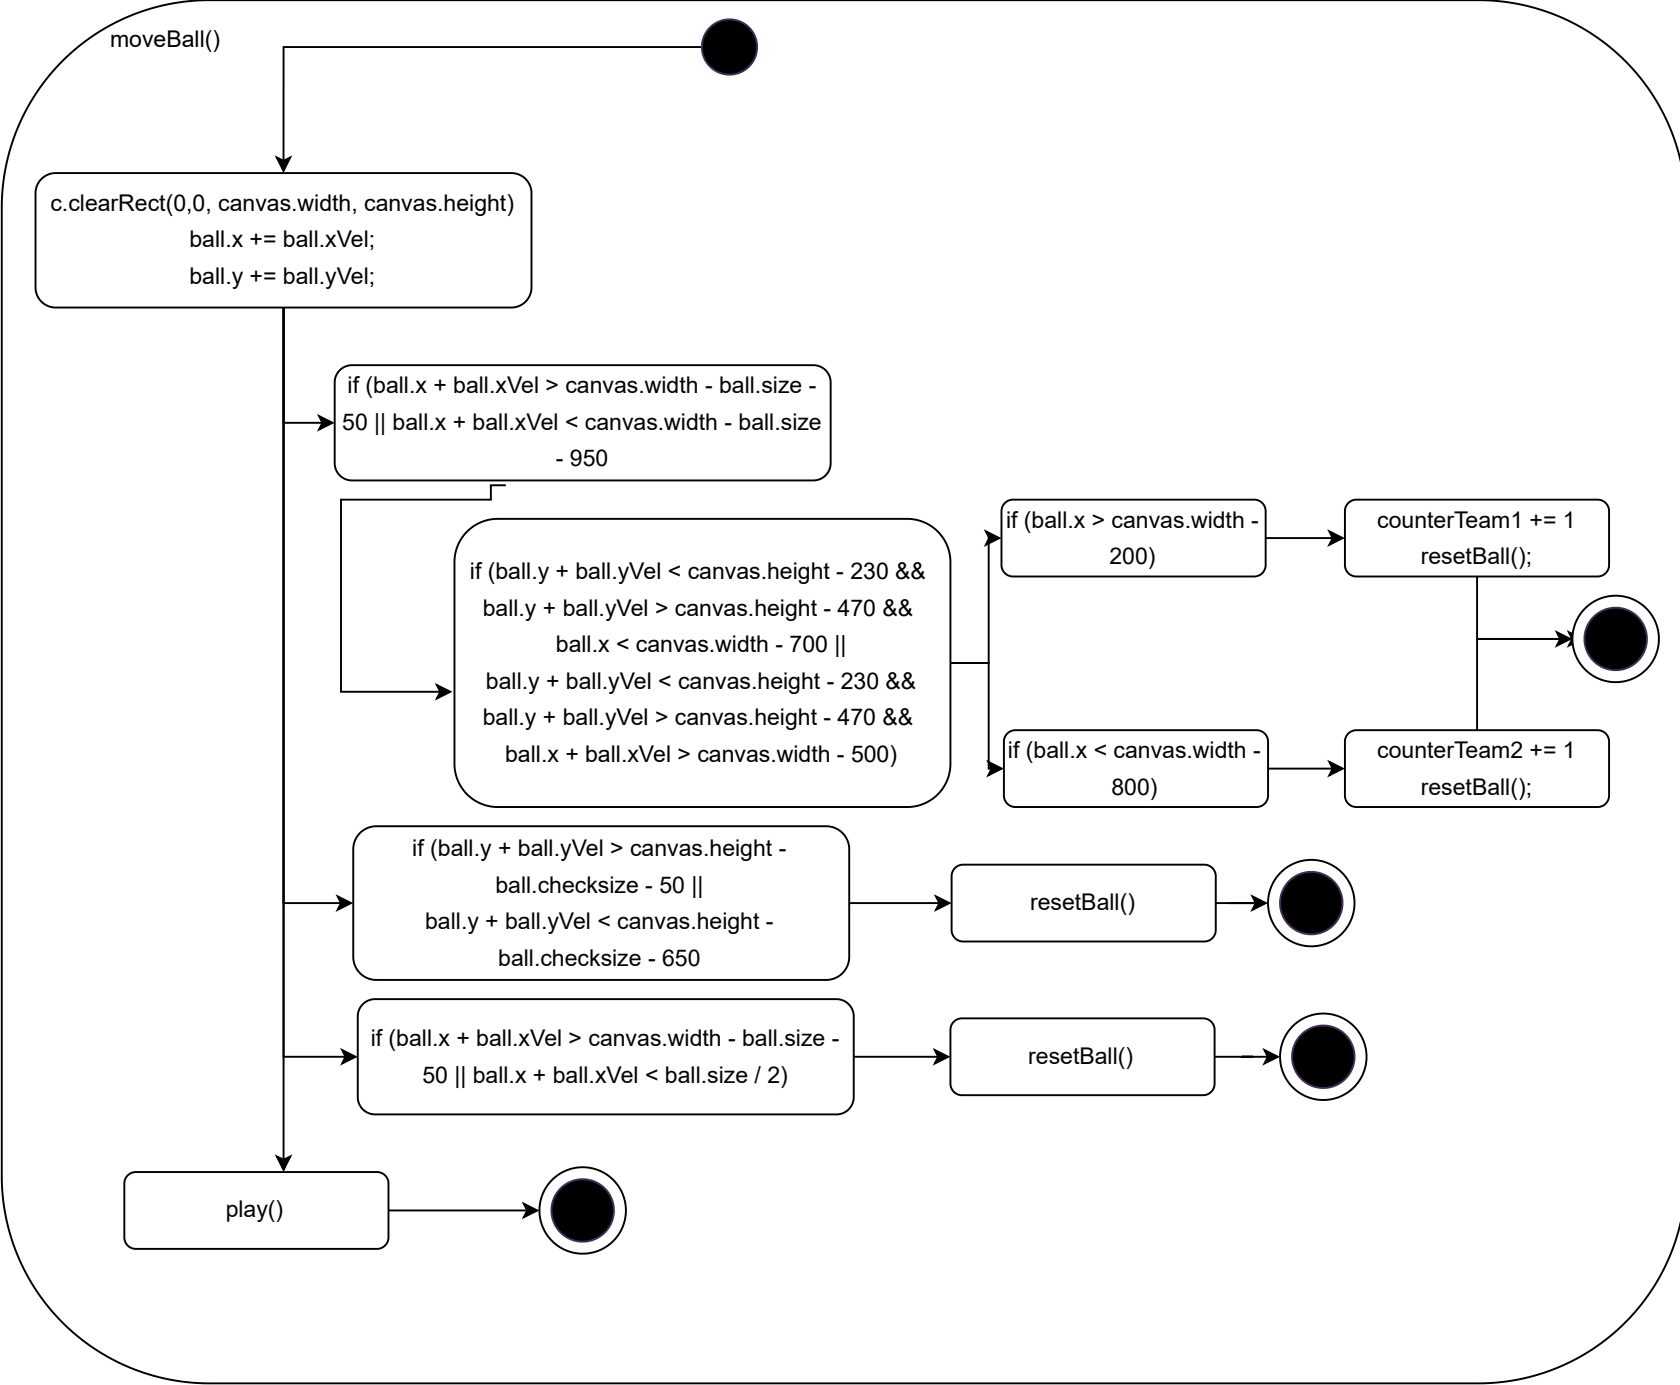 moveBall()
c.clearRect(0,0, canvas.width, canvas.height)
ball.x += ball.xVel;
ball.y += ball.yVel;
if (ball.x + ball.xVel > canvas.width - ball.size -
50 || ball.x + ball.xVel < canvas.width - ball.size
- 950
if (ball.y + ball.yVel < canvas.height - 230 &&
ball.y + ball.yVel > canvas.height - 470 &&
ball.x < canvas.width - 700 ||
ball.y + ball.yVel < canvas.height - 230 &&
ball.y + ball.yVel > canvas.height - 470 &&
ball.x + ball.xVel > canvas.width - 500)
if (ball.x > canvas.width -
200)
counterTeam1 += 1
resetBall();
if (ball.x < canvas.width -
800)
counterTeam2 += 1
resetBall();
if (ball.y + ball.yVel > canvas.height -
ball.checksize - 50 ||
ball.y + ball.yVel < canvas.height -
ball.checksize - 650
resetBall()
if (ball.x + ball.xVel > canvas.width - ball.size -
50 || ball.x + ball.xVel < ball.size / 2)
resetBall()
play()